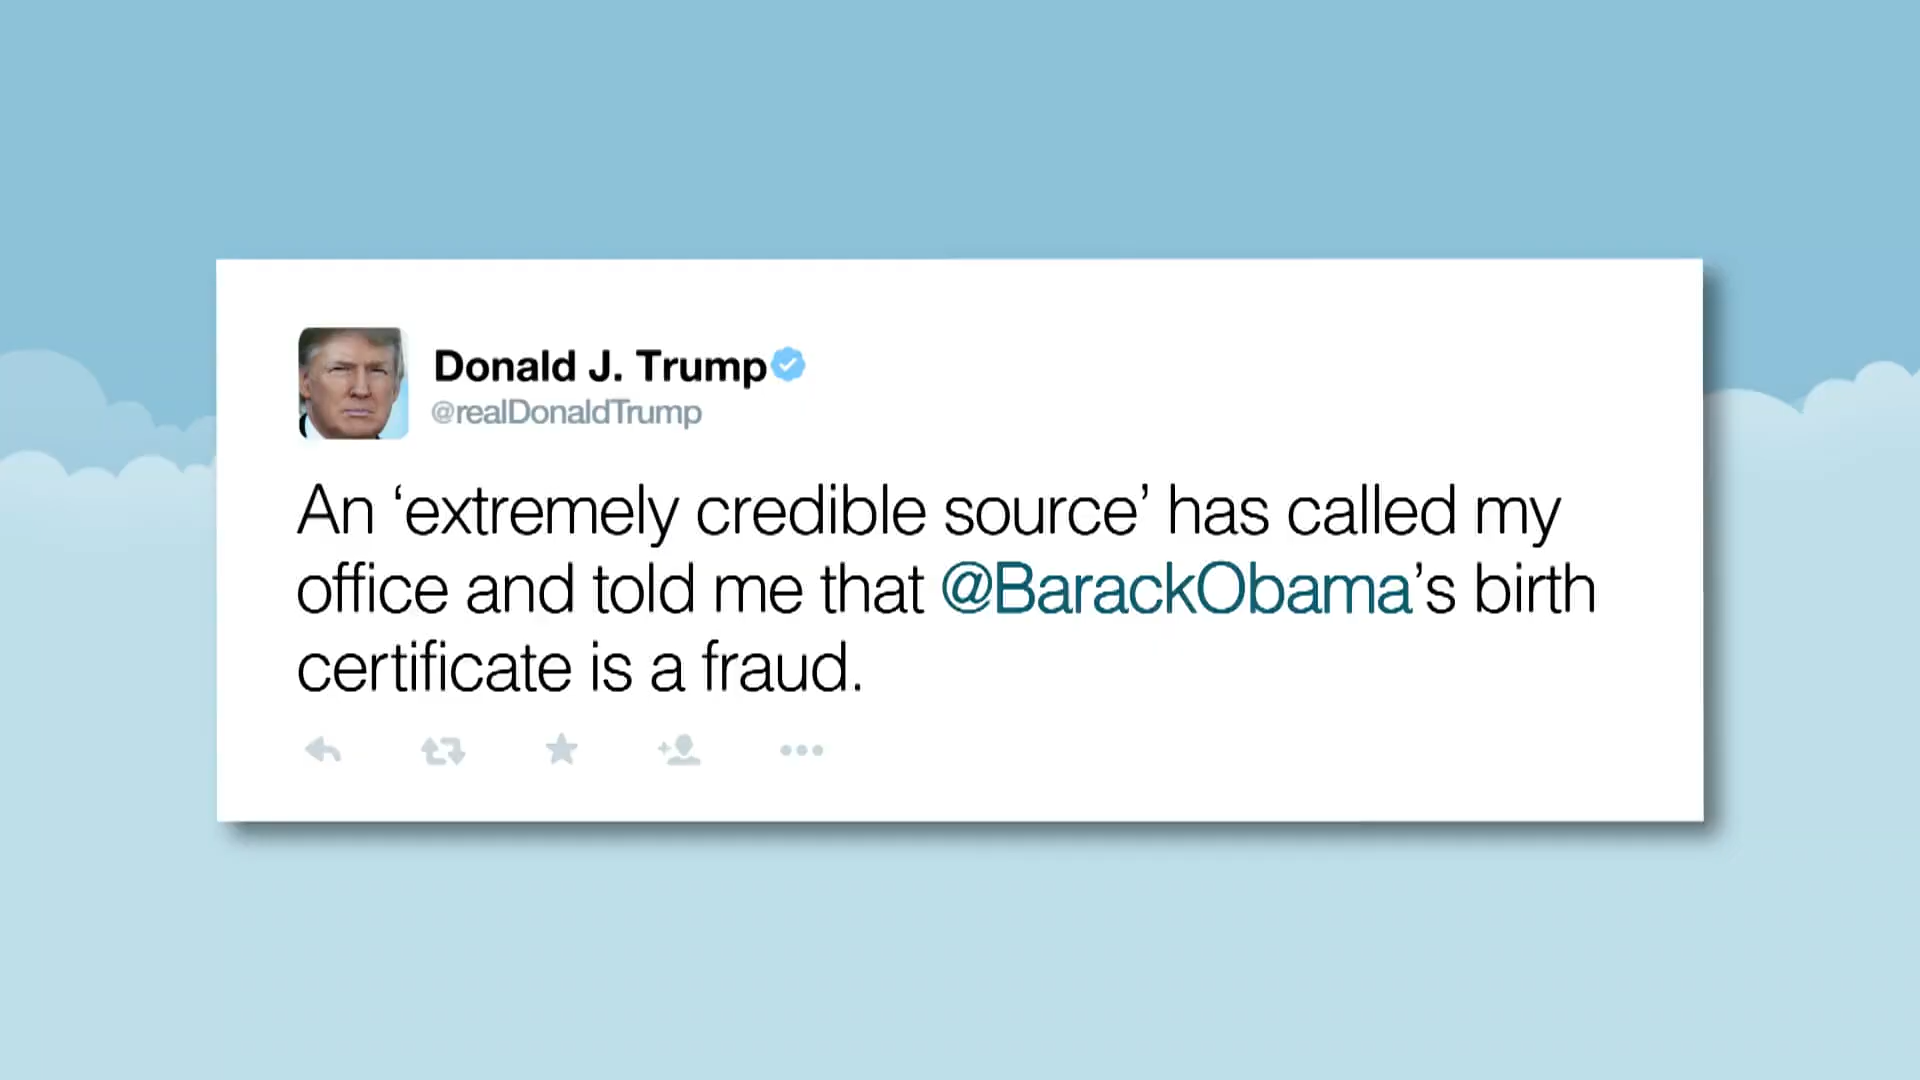 Donald J. Trump
@realDonaldTrump
An ‘extremely credible source’ has called my
office and told me that @BarackObama’s birth
certificate is a fraud.